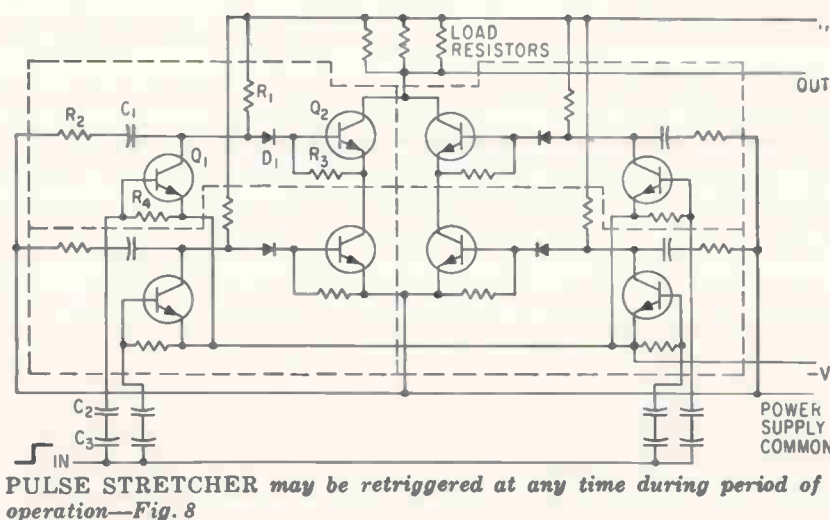 LOAD
RESISTORS
OUT
R1
R2
C1
Q2
D1
Q1
R3
R4
-V
C2
C3
IN
POWER
SUPPLY
COMMON
PULSE STRETCHER may be retriggered at any time during period of
operation—Fig. 8